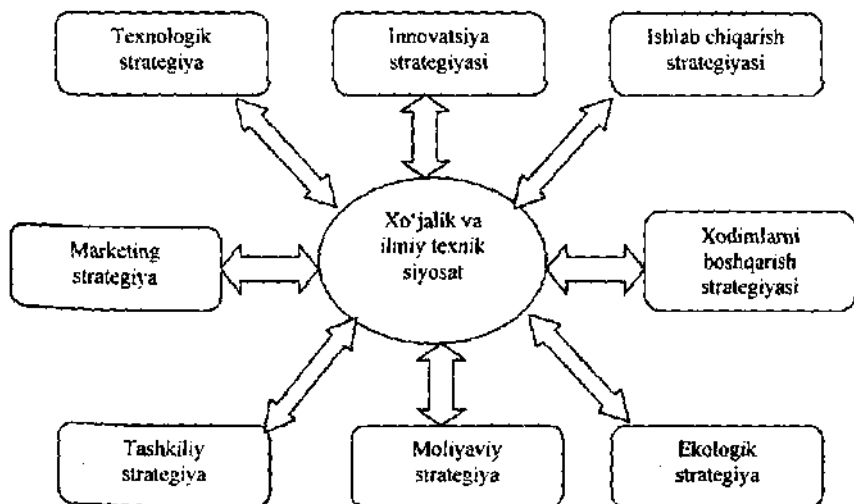 Texnologik
strategiya
Innovatsiya
strategiyasi
Ishlab chiqarish
strategiyasi
Marketing
strategiya
Xo‘jalik va
ilmiy texnik
siyosat
Xodimlarni
boshqarish
strategiyasi
Tashkiliy
strategiya
Moliyaviy
strategiya
Ekologik
strategiya